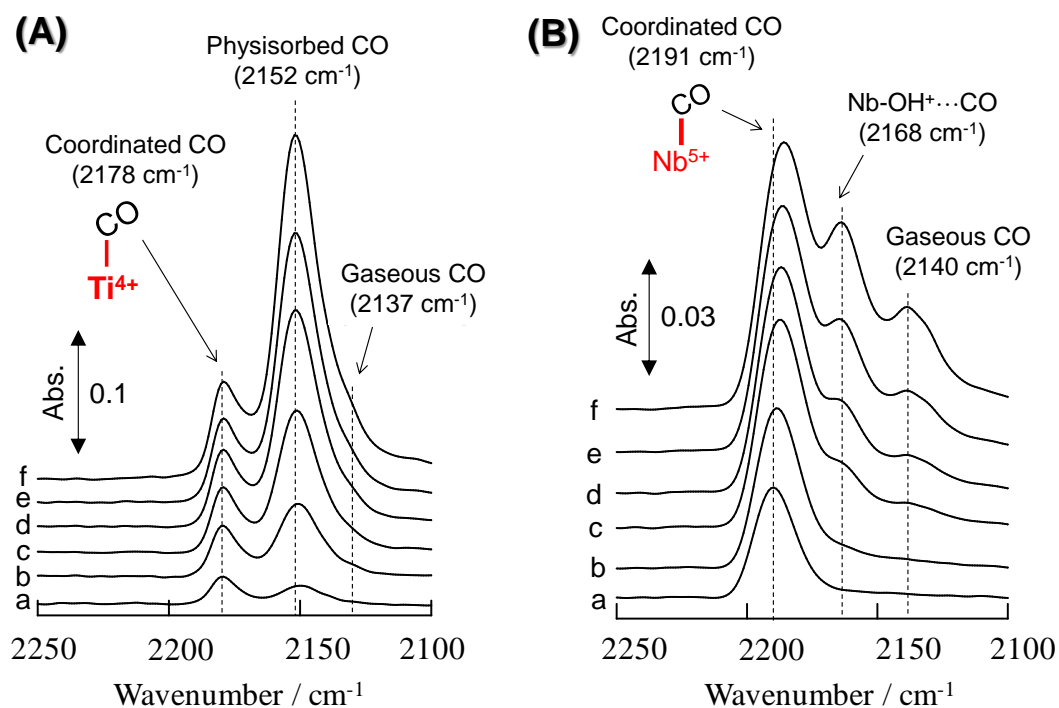 (A)
Physisorbed CO
(2152 cm⁻¹)
Coordinated CO
(2178 cm⁻¹)
CO
Ti⁴⁺
Gaseous CO
(2137 cm⁻¹)
Abs.
0.1
f
e
d
c
b
a
2250
2200
2150
2100
Wavenumber / cm⁻¹
(B)
Coordinated CO
(2191 cm⁻¹)
CO
Nb⁵⁺
Nb-OH⁺···CO
(2168 cm⁻¹)
Gaseous CO
(2140 cm⁻¹)
Abs.
0.03
f
e
d
c
b
a
2250
2200
2150
2100
Wavenumber / cm⁻¹